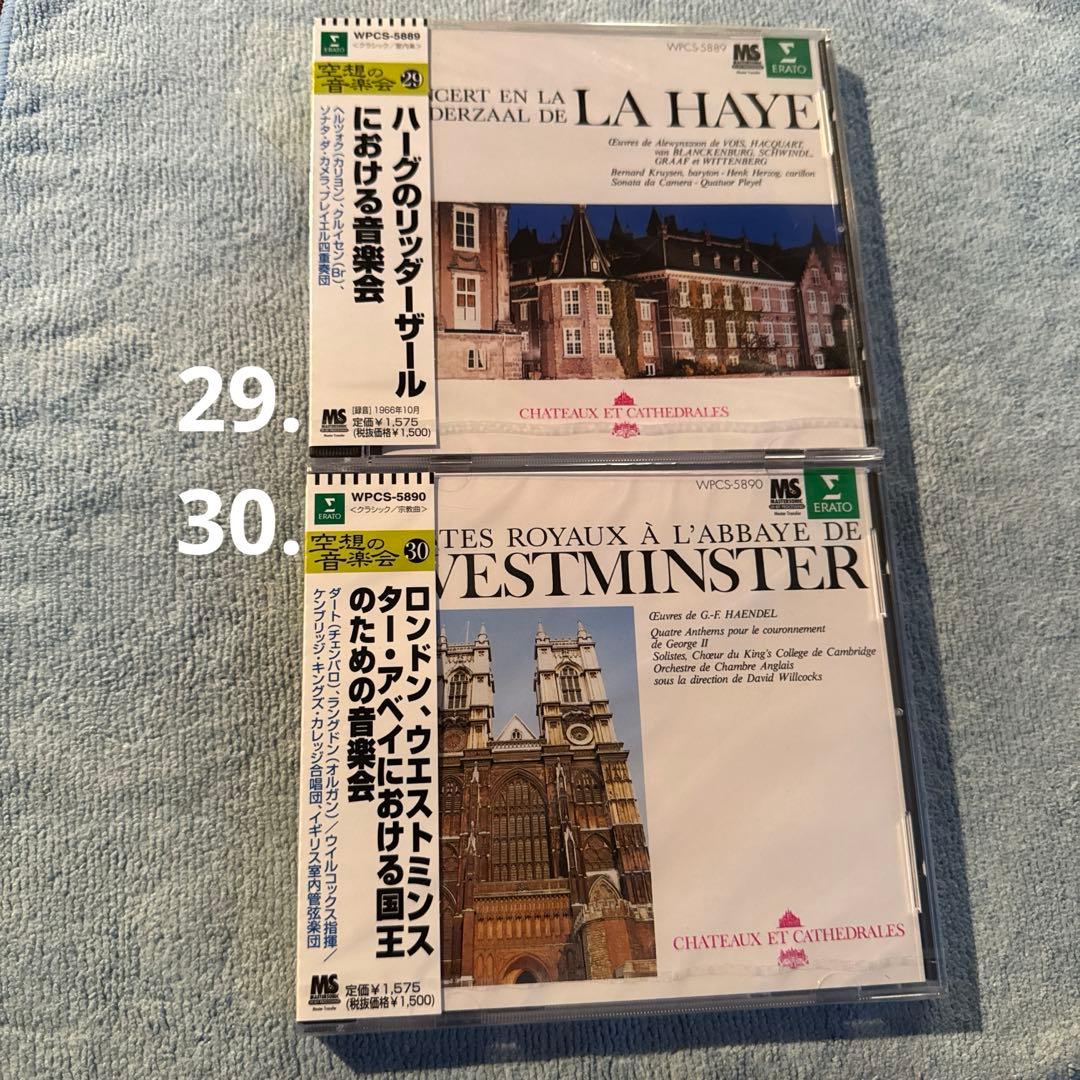 29.
WPCS-5889
ERATO
<クラシック/室内楽>
空想の
音楽会
29
ハーグのリッダーザール
における音楽会
ヘルツォク(カリヨン)、クルイセン(Br)、
ソナタ・ダ・カメラ、プレイエル四重奏団
MS
[録音] 1966年10月
定価¥1,575
(税抜価格¥1,500)
WPCS-5889
MS
ERATO
NCERT EN LA
DERZAAL DE LA HAYE
Œuvres de Alewynszoon de VOIS, HACQUART,
van BLANCKENBURG, SCHWINDL,
GRAAF et WITTENBERG
Bernard Kruysen, baryton - Henk Herzog, carillon
Sonata da Camera - Quatuor Pleyel
CHATEAUX ET CATHEDRALES
30.
WPCS-5890
ERATO
<クラシック/宗教曲>
空想の
音楽会
30
ロンドン、ウエストミンス
ター・アベイにおける国王
のための音楽会
ダート(チェンバロ)、ラングドン(オルガン)/ウイルコックス指揮/
ケンブリッジ・キングズ・カレッジ合唱団、イギリス室内管弦楽団
MS
MASTERSONIC
Master Transfer
定価¥1,575
(税抜価格¥1,500)
WPCS-5890
MS
MASTERSONIC
Master Transfer
ERATO
TES ROYAUX À L'ABBAYE DE
WESTMINSTER
Œuvres de G.-F. HAENDEL
Quatre Anthems pour le couronnement
de George II
Solistes, Chœur du King's College de Cambridge
Orchestre de Chambre Anglais
sous la direction de David Willcocks
CHATEAUX ET CATHEDRALES